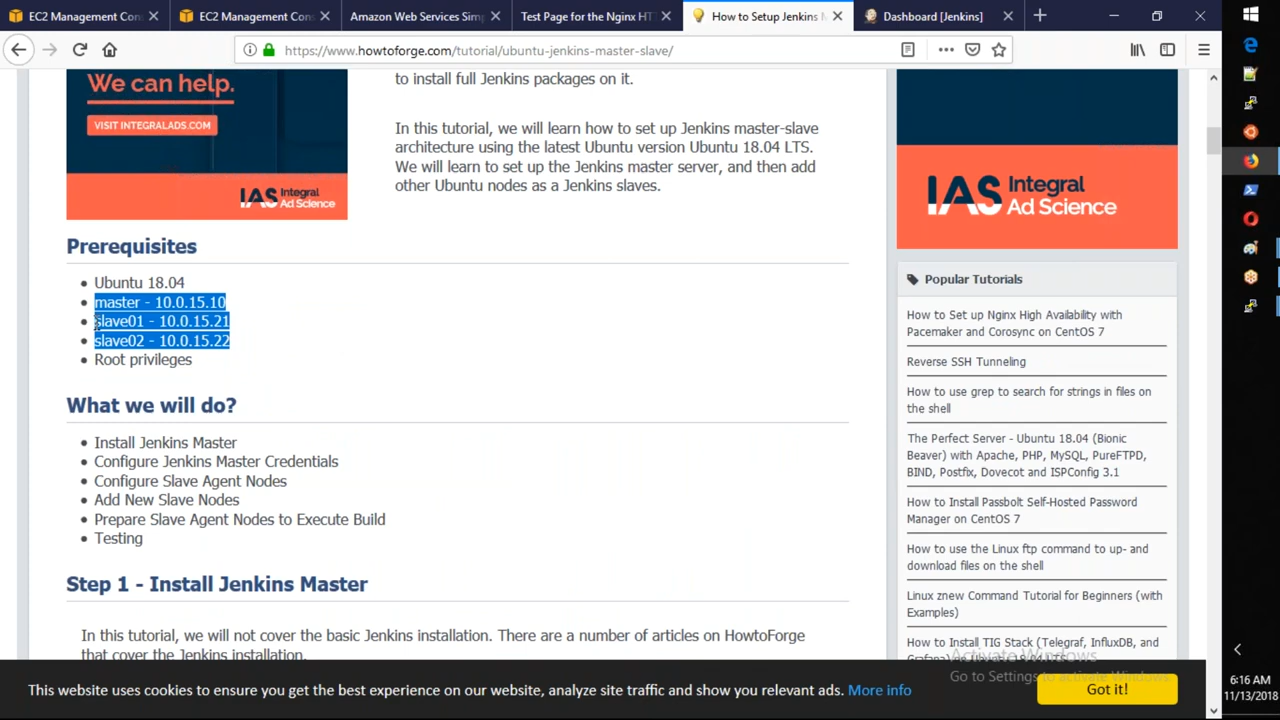 EC2 Management Cons
EC2 Management Cons
Amazon Web Services Sim
Test Page for the Nginx HT
How to Setup Jenkins M
Dashboard [Jenkins]
https://www.howtoforge.com/tutorial/ubuntu-jenkins-master-slave/
We can help.
VISIT INTEGRALADS.COM
IAS Integral
Ad Science
to install full Jenkins packages on it.
In this tutorial, we will learn how to set up Jenkins master-slave
architecture using the latest Ubuntu version Ubuntu 18.04 LTS.
We will learn to set up the Jenkins master server, and then add
other Ubuntu nodes as a Jenkins slaves.
Prerequisites
Ubuntu 18.04
master - 10.0.15.10
slave01 - 10.0.15.21
slave02 - 10.0.15.22
Root privileges
What we will do?
Install Jenkins Master
Configure Jenkins Master Credentials
Configure Slave Agent Nodes
Add New Slave Nodes
Prepare Slave Agent Nodes to Execute Build
Testing
Step 1 - Install Jenkins Master
In this tutorial, we will not cover the basic Jenkins installation. There are a number of articles on HowtoForge
that cover the Jenkins installation.
IAS Integral
Ad Science
Popular Tutorials
How to Set up Nginx High Availability with
Pacemaker and Corosync on CentOS 7
Reverse SSH Tunneling
How to use grep to search for strings in files on
the shell
The Perfect Server - Ubuntu 18.04 (Bionic
Beaver) with Apache, PHP, MySQL, PureFTPD,
BIND, Postfix, Dovecot and ISPConfig 3.1
How to Install Passbolt Self-Hosted Password
Manager on CentOS 7
How to use the Linux ftp command to up- and
download files on the shell
Linux znew Command Tutorial for Beginners (with
Examples)
How to Install TIG Stack (Telegraf, InfluxDB, and
Activate Windows
Go to Settings to activate Windows.
This website uses cookies to ensure you get the best experience on our website, analyze site traffic and show you relevant ads. More info
Got it!
6:16 AM
11/13/2018